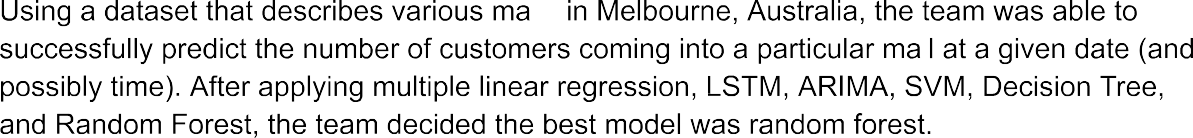 Using a dataset that describes various ma in Melbourne, Australia, the team was able to
successfully predict the number of customers coming into a particular ma l at a given date (and
possibly time). After applying multiple linear regression, LSTM, ARIMA, SVM, Decision Tree,
and Random Forest, the team decided the best model was random forest.